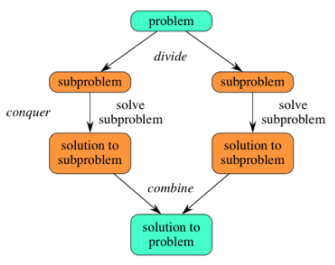 problem
divide
subproblem
subproblem
conquer
solve
subproblem
solve
subproblem
solution to
subproblem
solution to
subproblem
combine
solution to
problem